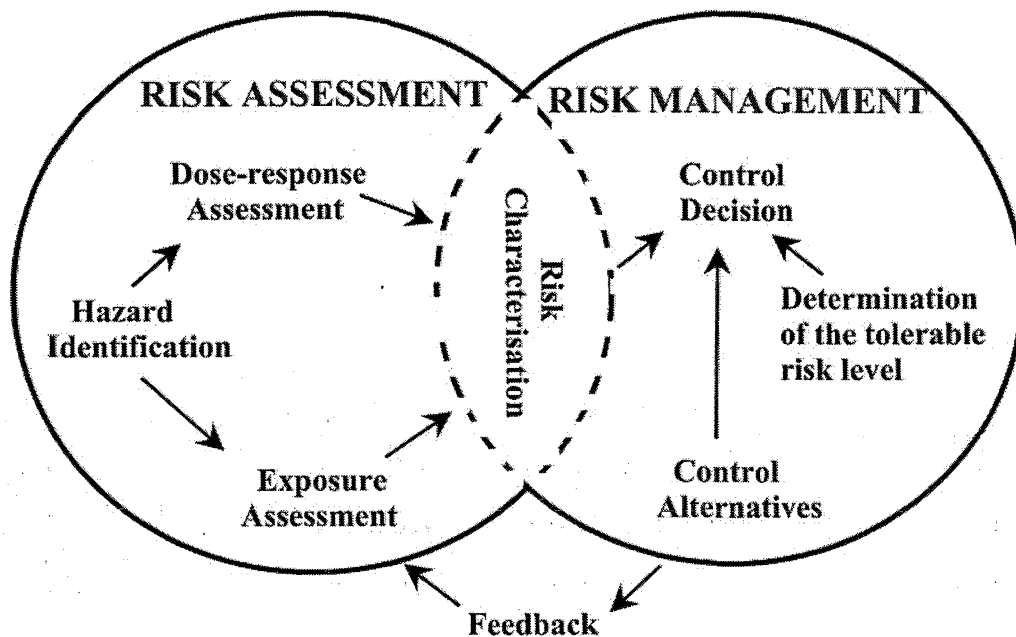 RISK ASSESSMENT
Dose-response
Assessment
Hazard
Identification
Exposure
Assessment
Risk
Characterisation
RISK MANAGEMENT
Control
Decision
Determination
of the tolerable
risk level
Control
Alternatives
Feedback